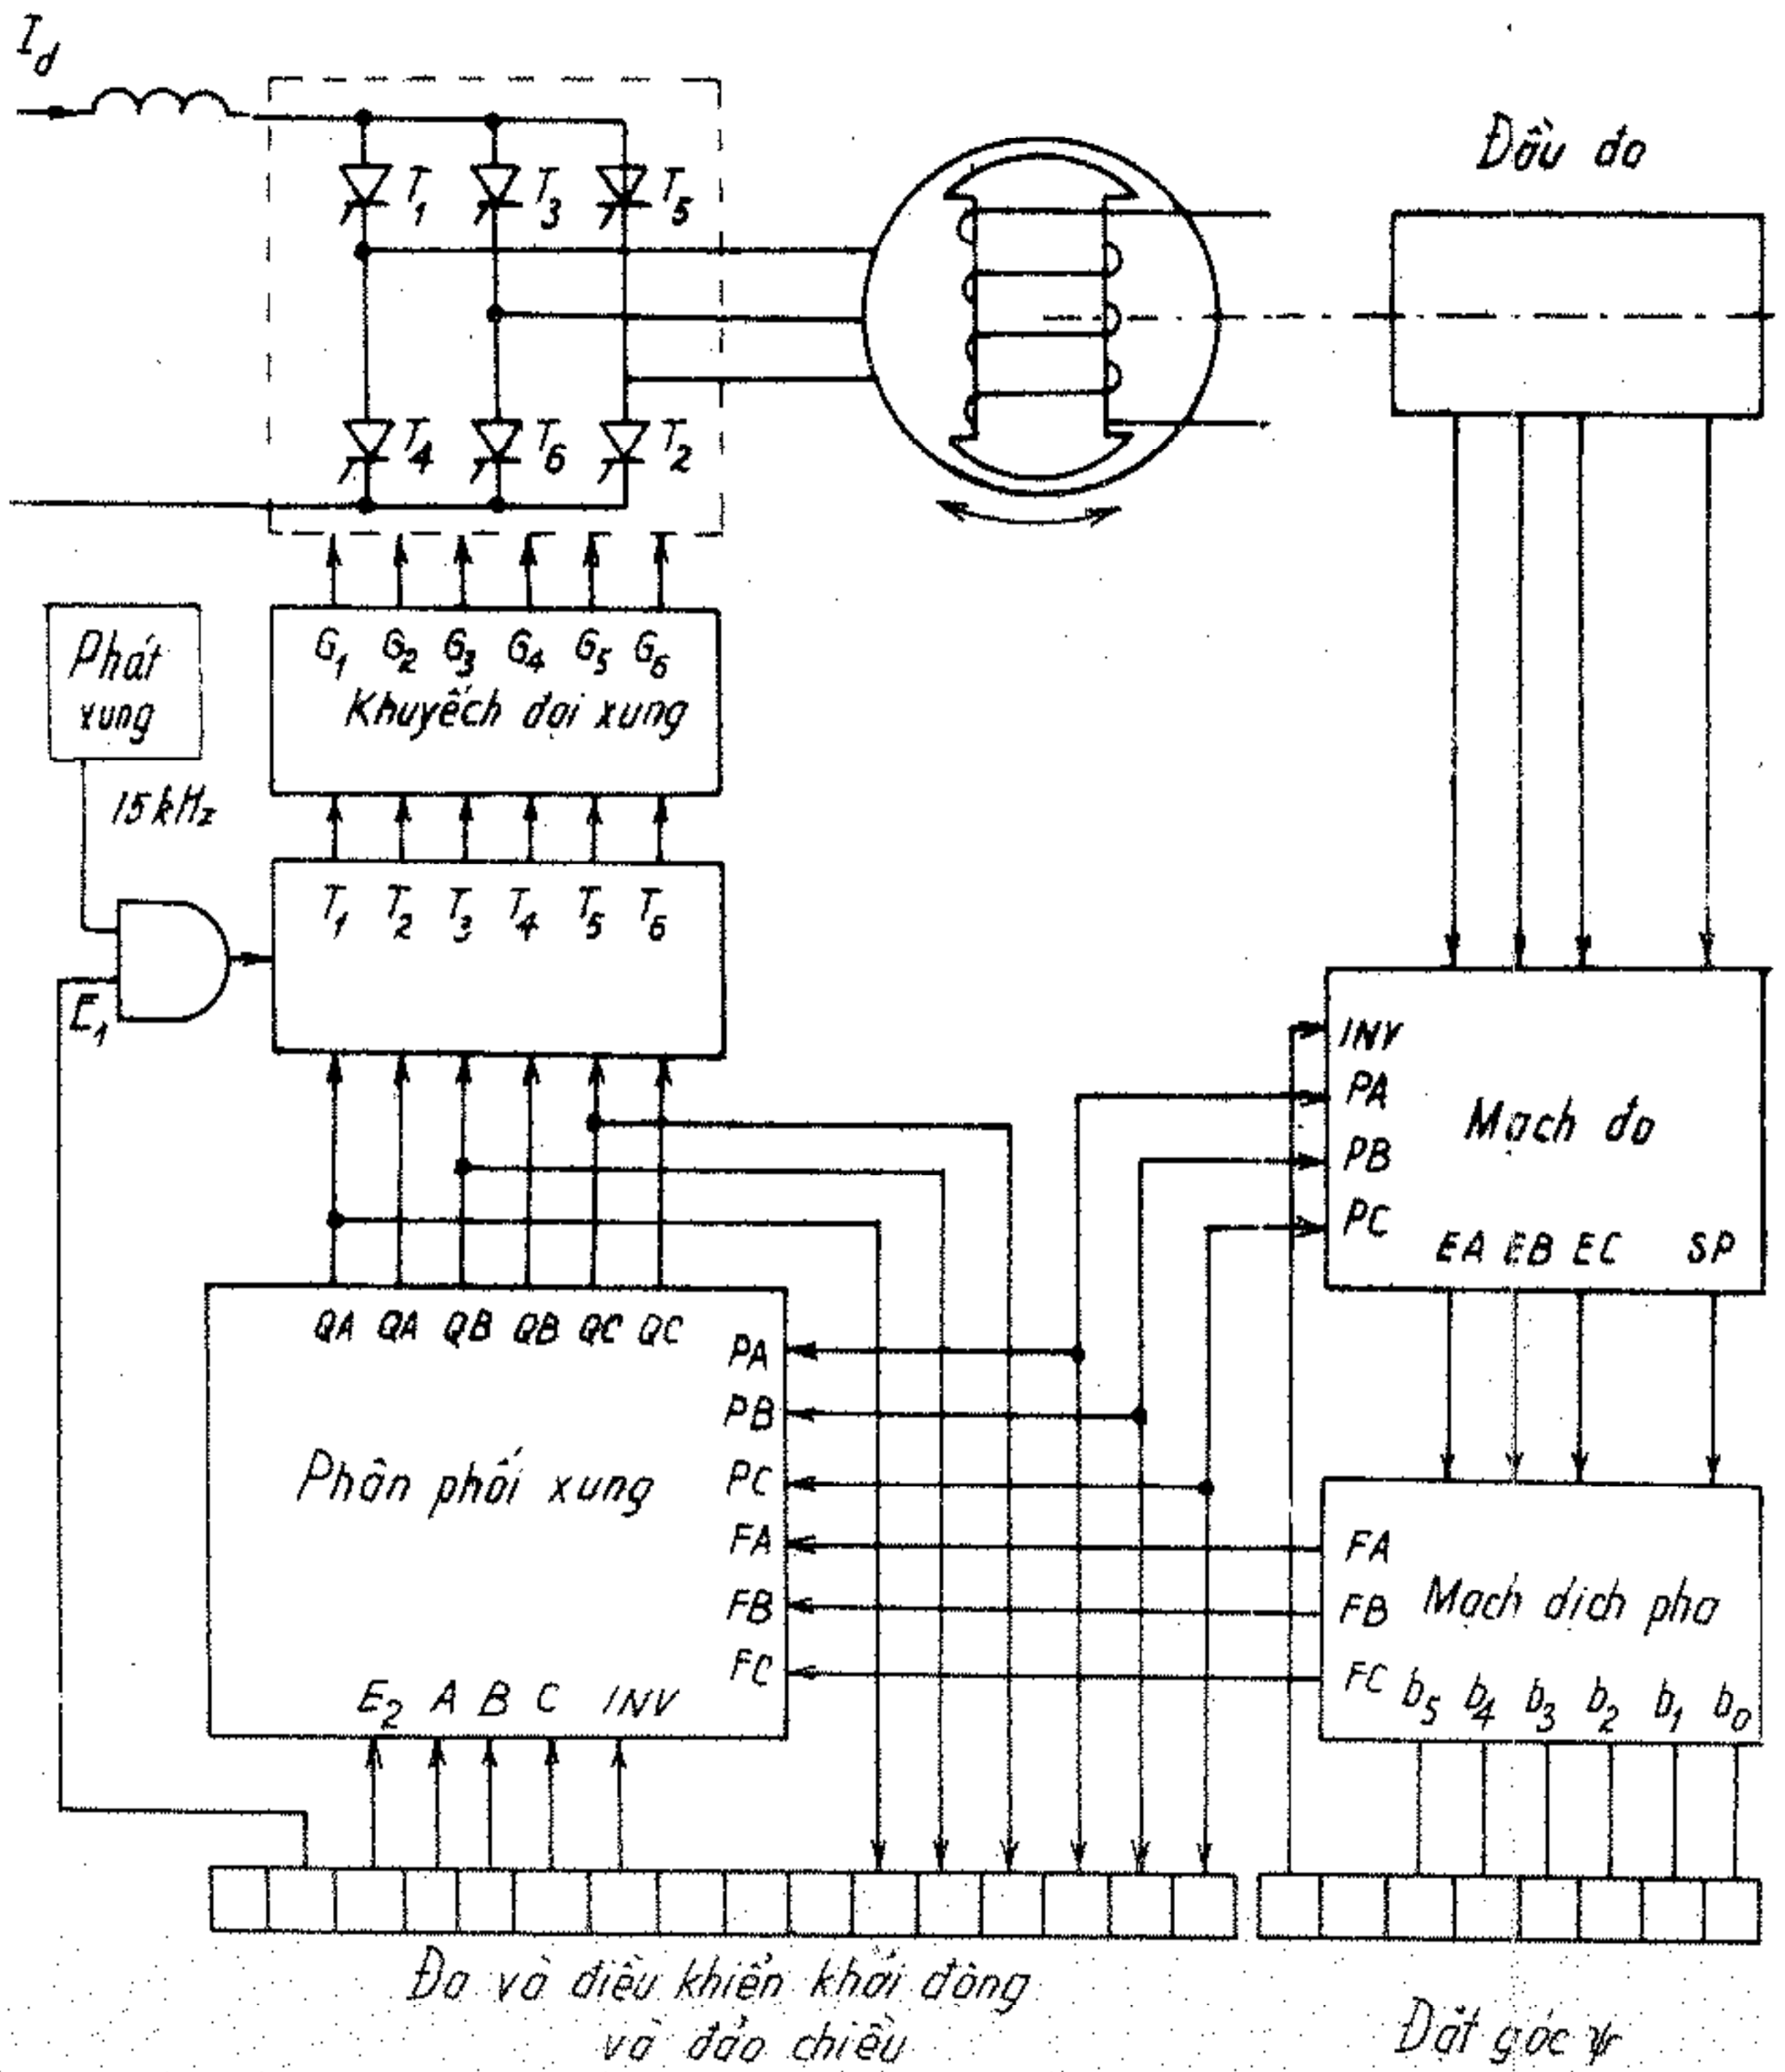 I_d
Đầu đo
T_1
T_3
T_5
T_4
T_6
T_2
Phát
xung
G_1 G_2 G_3 G_4 G_5 G_6
Khuyếch đại xung
15 kHz
T_1 T_2 T_3 T_4 T_5 T_6
E_1
INV
PA
PB
PC
Mạch đo
EA EB EC SP
QA QA QB QB QC QC
PA
PB
PC
FA
FB
FC
Phân phối xung
E_2 A B C INV
FA
FB
FC
Mạch dịch pha
b_5 b_4 b_3 b_2 b_1 b_0
Đo và điều khiển khởi động
và đảo chiều
Đặt góc ψ